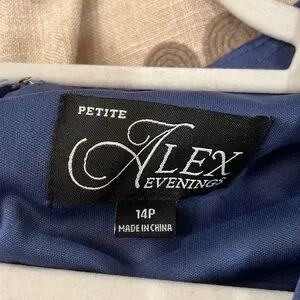 PETITE
ALEX
EVENINGS
14P
MADE IN CHINA